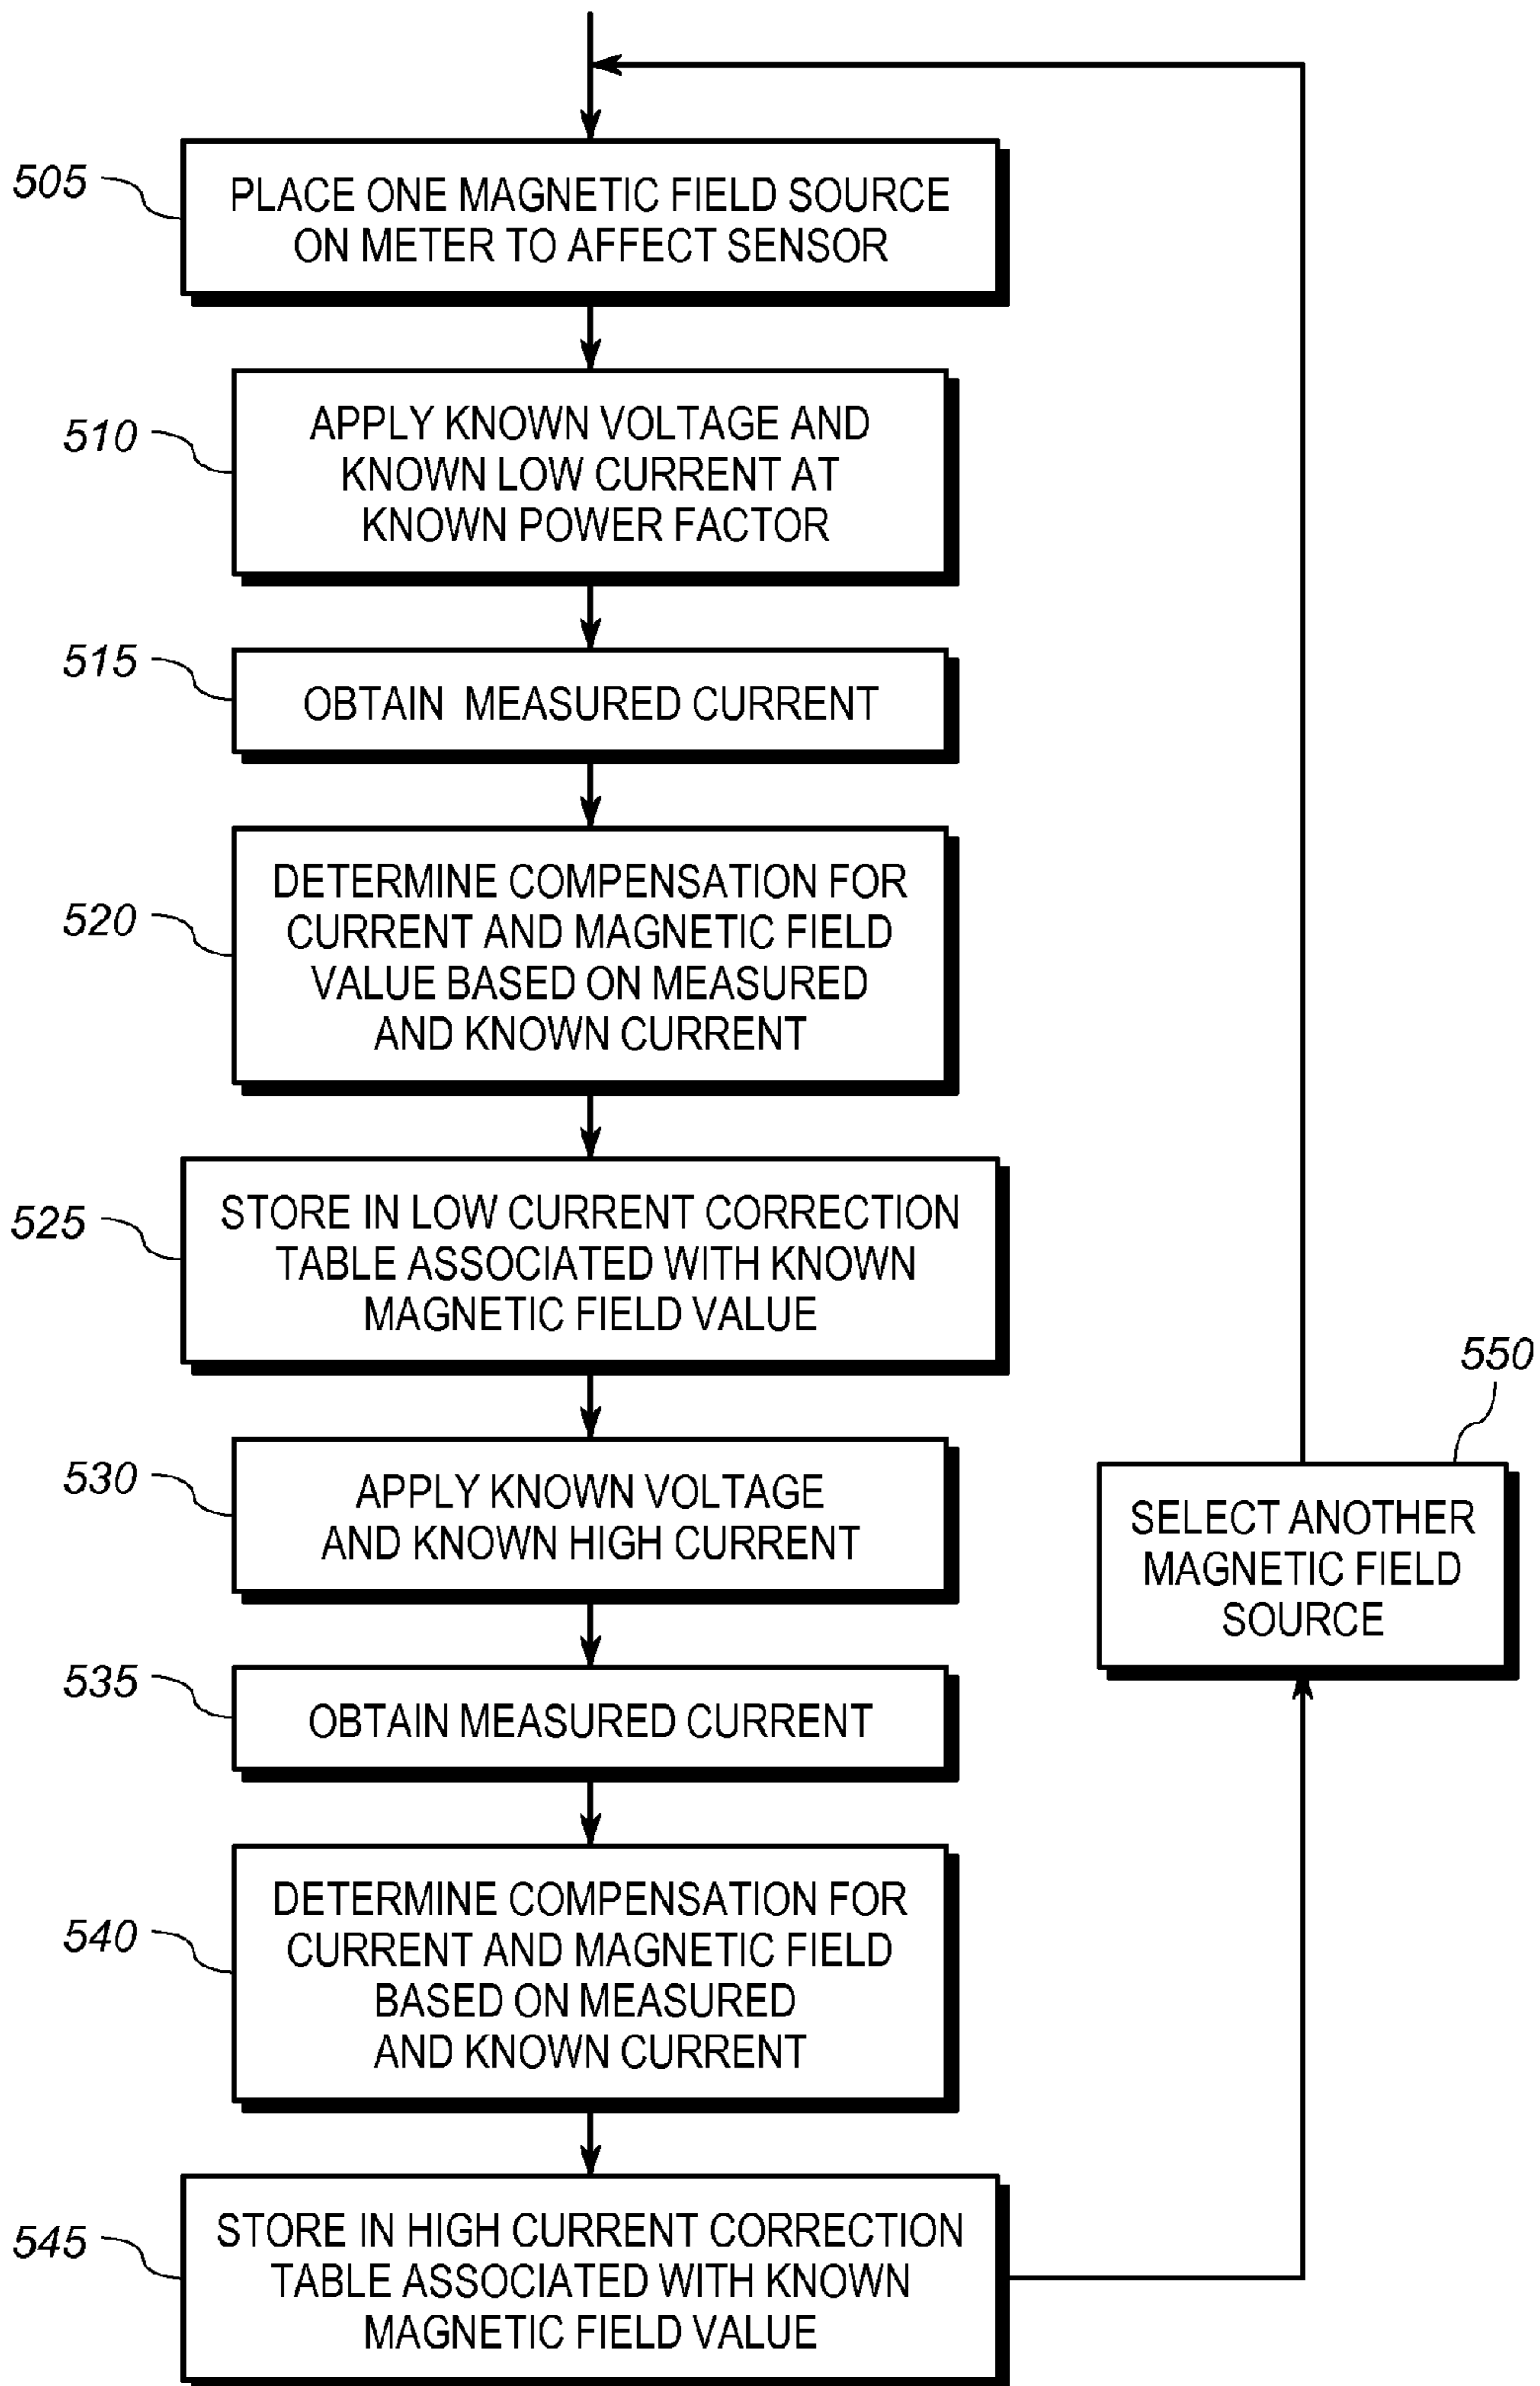 505
PLACE ONE MAGNETIC FIELD SOURCE
ON METER TO AFFECT SENSOR
510
APPLY KNOWN VOLTAGE AND
KNOWN LOW CURRENT AT
KNOWN POWER FACTOR
515
OBTAIN MEASURED CURRENT
520
DETERMINE COMPENSATION FOR
CURRENT AND MAGNETIC FIELD
VALUE BASED ON MEASURED
AND KNOWN CURRENT
525
STORE IN LOW CURRENT CORRECTION
TABLE ASSOCIATED WITH KNOWN
MAGNETIC FIELD VALUE
530
APPLY KNOWN VOLTAGE
AND KNOWN HIGH CURRENT
535
OBTAIN MEASURED CURRENT
540
DETERMINE COMPENSATION FOR
CURRENT AND MAGNETIC FIELD
BASED ON MEASURED
AND KNOWN CURRENT
545
STORE IN HIGH CURRENT CORRECTION
TABLE ASSOCIATED WITH KNOWN
MAGNETIC FIELD VALUE
550
SELECT ANOTHER
MAGNETIC FIELD
SOURCE